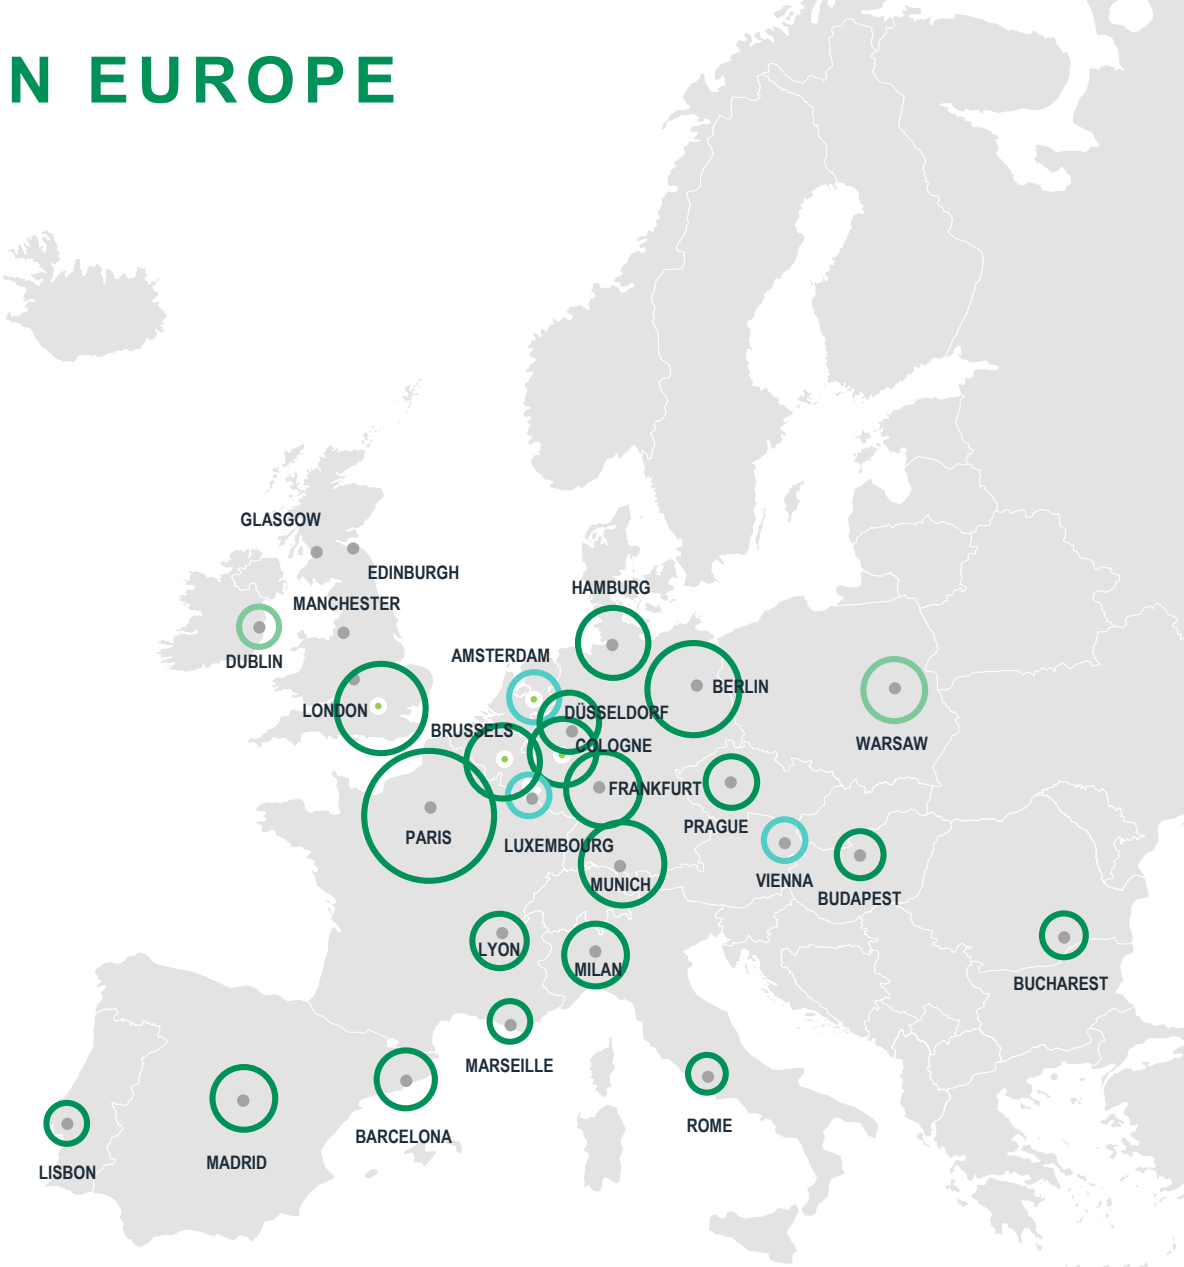 N EUROPE
GLASGOW
EDINBURGH
HAMBURG
MANCHESTER
AMSTERDAM
DUBLIN
BERLIN
LONDON
DÜSSELDORF
BRUSSELS
COLOGNE
WARSAW
FRANKFURT
PRAGUE
PARIS
LUXEMBOURG
VIENNA
MUNICH
BUDAPEST
LYON
MILAN
BUCHAREST
MARSEILLE
ROME
BARCELONA
MADRID
LISBON